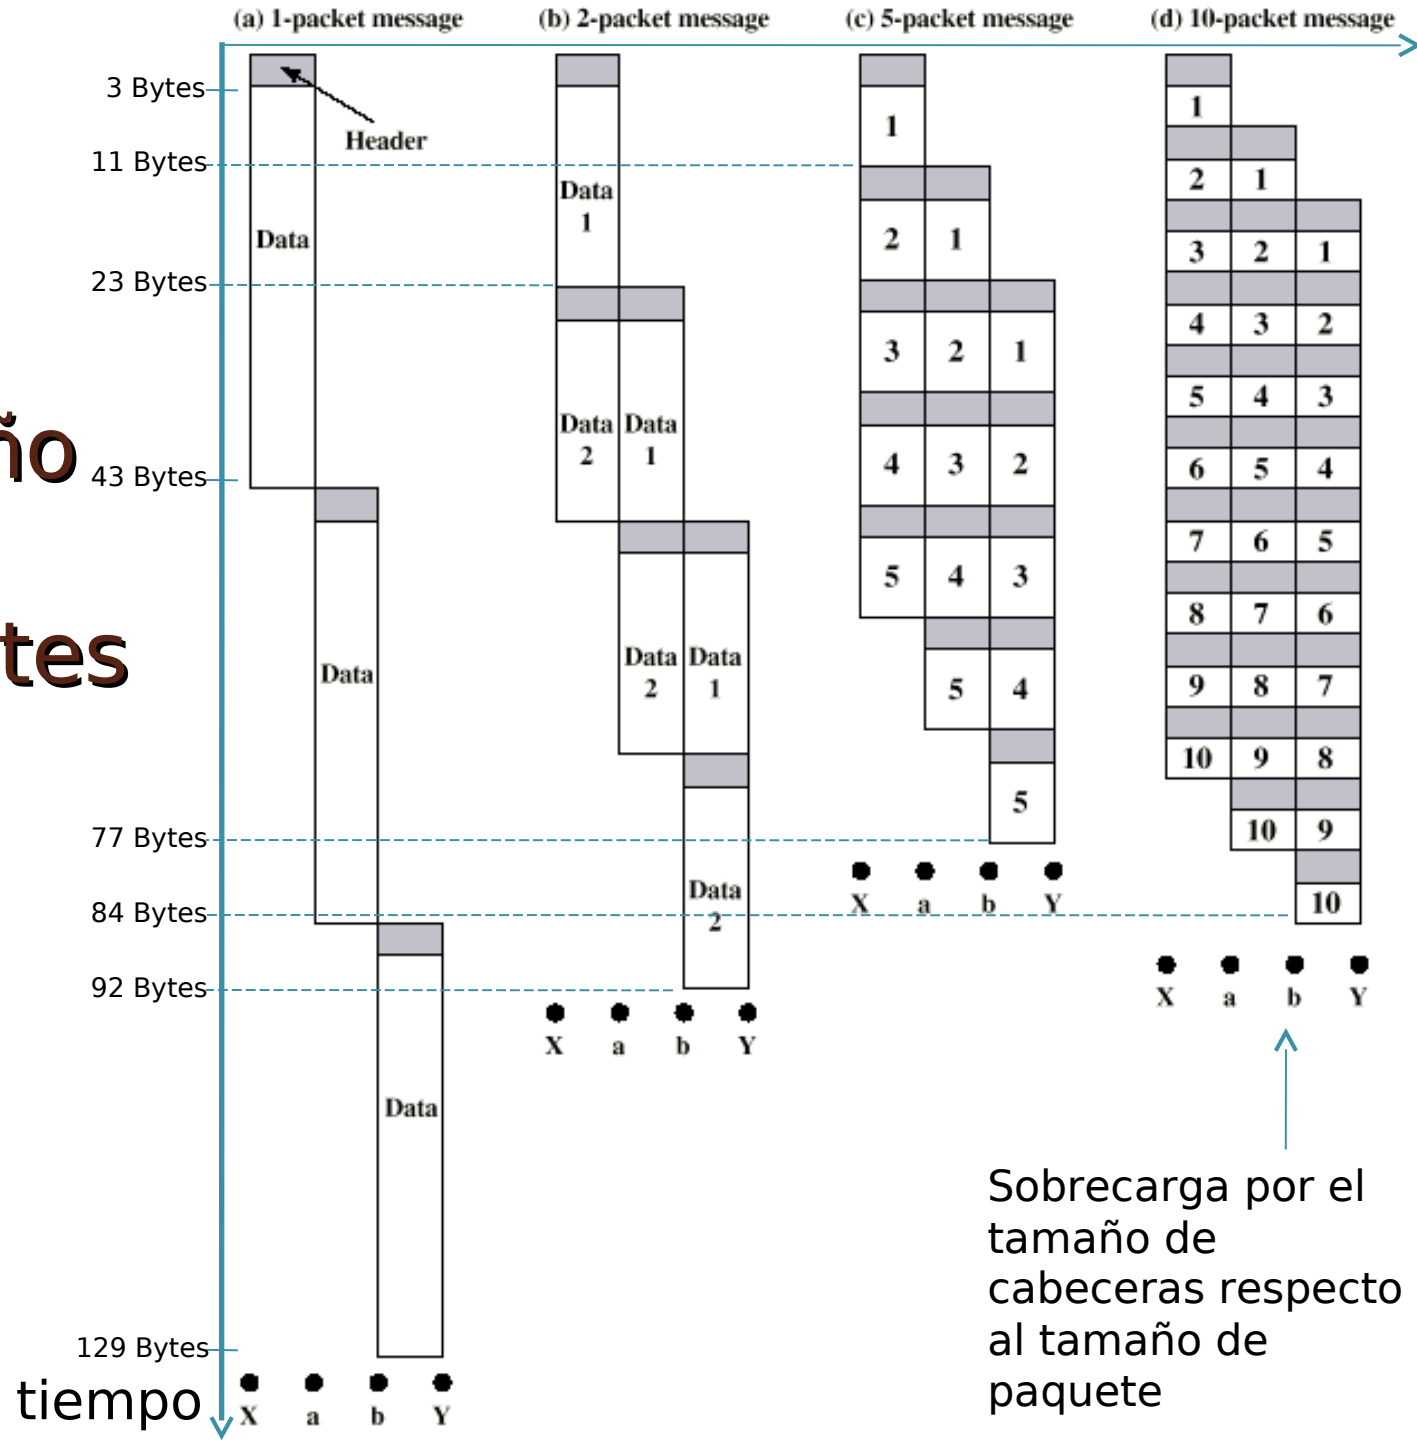 (a) 1-packet message
(b) 2-packet message
(c) 5-packet message
(d) 10-packet message
3 Bytes
11 Bytes
23 Bytes
43 Bytes
77 Bytes
84 Bytes
92 Bytes
129 Bytes
tiempo
ño
tes
Header
Data
Data
Data
X a b Y
Data
1
Data
2
Data
1
Data
2
Data
1
Data
2
X a b Y
1
2 1
3 2 1
4 3 2
5 4 3
5 4
5
X a b Y
1
2 1
3 2 1
4 3 2
5 4 3
6 5 4
7 6 5
8 7 6
9 8 7
10 9 8
10 9
10
X a b Y
Sobrecarga por el
tamaño de
cabeceras respecto
al tamaño de
paquete